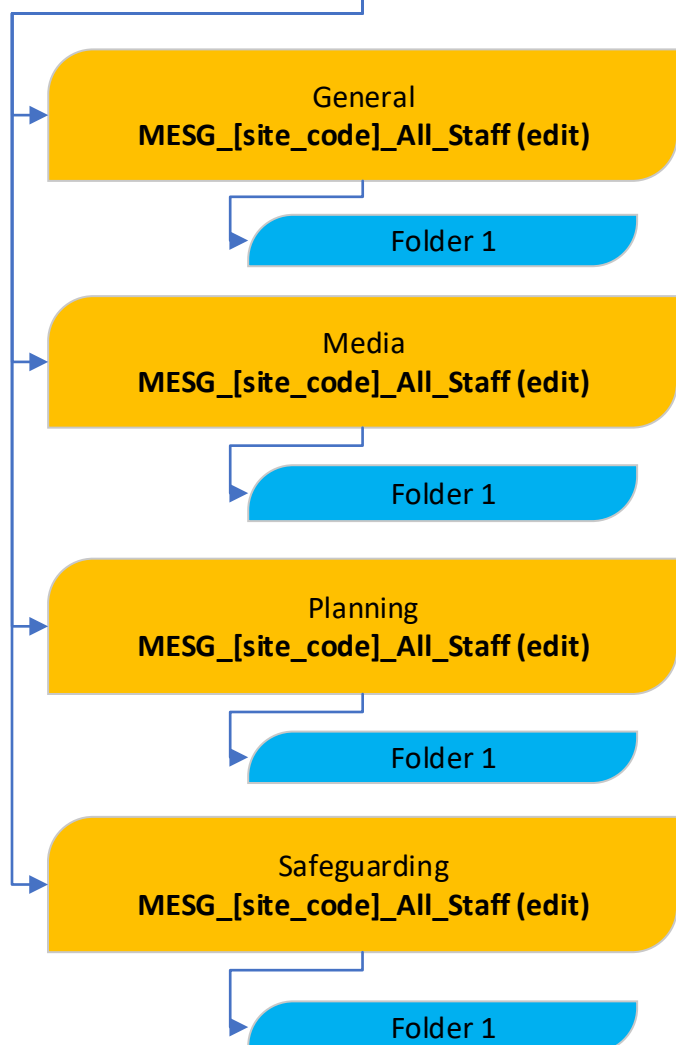 General
MESG_[site_code]_All_Staff (edit)
Folder 1
Media
MESG_[site_code]_All_Staff (edit)
Folder 1
Planning
MESG_[site_code]_All_Staff (edit)
Folder 1
Safeguarding
MESG_[site_code]_All_Staff (edit)
Folder 1